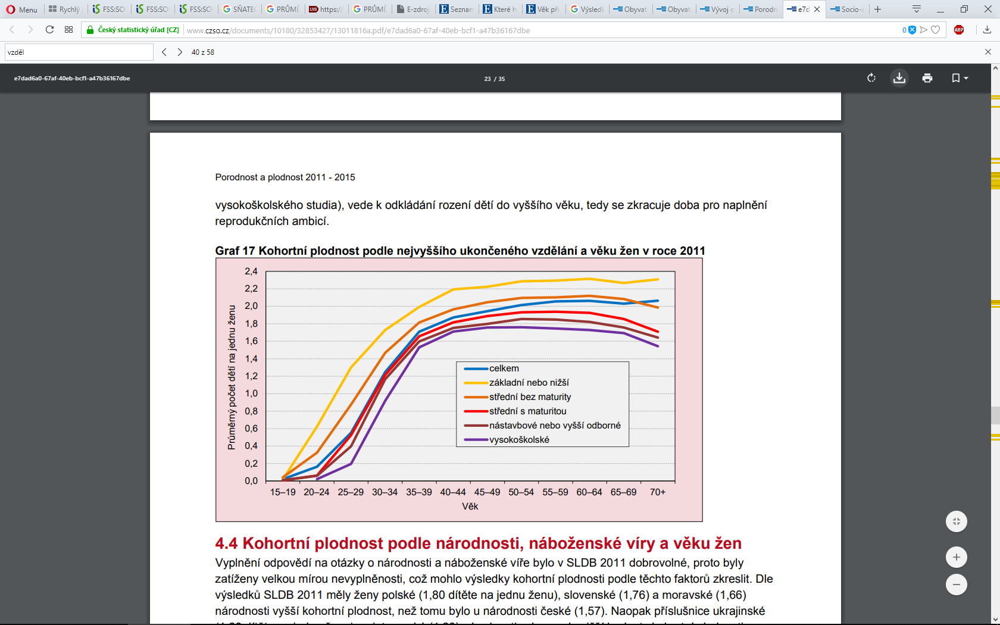 Menu
Rychlý
FSS:SO
FSS:SO
FSS:SO
SŇATEČ
PRŮMĚ
https:/
PRŮMĚ
E-zdroj
Seznam
Které h
Věk při
Výsledk
Obyvat
Obyvat
Vývoj o
Porodn
e7d
Socio-
Český statistický úřad [CZ]
www.czso.cz/documents/10180/32853427/13011816a.pdf/e7dad6a0-67af-40eb-bcf1-a47b36167dbe
0
ABP
vzděl
40 z 58
e7dad6a0-67af-40eb-bcf1-a47b36167dbe
23 / 35
Porodnost a plodnost 2011 - 2015
vysokoškolského studia), vede k odkládání rození dětí do vyššího věku, tedy se zkracuje doba pro naplnění
reprodukčních ambicí.
Graf 17 Kohortní plodnost podle nejvyššího ukončeného vzdělání a věku žen v roce 2011
Průměrný počet dětí na jednu ženu
2,4
2,2
2,0
1,8
1,6
1,4
1,2
1,0
0,8
0,6
0,4
0,2
0,0
celkem
základní nebo nižší
střední bez maturity
střední s maturitou
nástavbové nebo vyšší odborné
vysokoškolské
15–19 20–24 25–29 30–34 35–39 40–44 45–49 50–54 55–59 60–64 65–69 70+
Věk
4.4 Kohortní plodnost podle národnosti, náboženské víry a věku žen
Vyplnění odpovědí na otázky o národnosti a náboženské víře bylo v SLDB 2011 dobrovolné, proto byly
zatíženy velkou mírou nevyplněnosti, což mohlo výsledky kohortní plodnosti podle těchto faktorů zkreslit. Dle
výsledků SLDB 2011 měly ženy polské (1,80 dítěte na jednu ženu), slovenské (1,76) a moravské (1,66)
národnosti vyšší kohortní plodnost, než tomu bylo u národnosti české (1,57). Naopak příslušnice ukrajinské